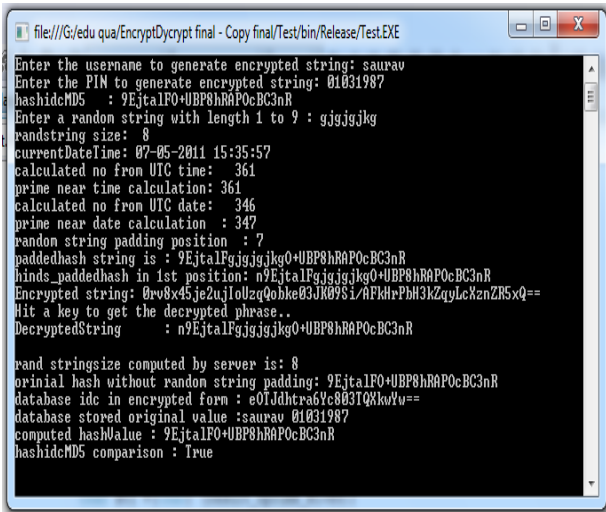 file:///G:/edu qua/EncryptDycrypt final - Copy final/Test/bin/Release/Test.EXE
Enter the username to generate encrypted string: saurav
Enter the PIN to generate encrypted string: 01031987
hashidcMD5 : 9EjtalFO+UBP8hRAPOcBC3nR
Enter a random string with length 1 to 9 : gjgjgjkg
randstring size: 8
currentDateTime: 07-05-2011 15:35:57
calculated no from UTC time: 361
prime near time calculation: 361
calculated no from UTC date: 346
prime near date calculation : 347
random string padding position : 7
paddedhash string is : 9EjtalFgjgjgjkgO+UBP8hRAPOcBC3nR
hinds_paddedhash in 1st position: n9EjtalFgjgjgjkgO+UBP8hRAPOcBC3nR
Encrypted string: 0rv8x45je2ujIoUzqQobke03JK09Si/AFkHrPbH3kZqyLcXznZR5xQ==
Hit a key to get the decrypted phrase..
DecryptedString : n9EjtalFgjgjgjkgO+UBP8hRAPOcBC3nR
rand stringsize computed by server is: 8
orinial hash without random string padding: 9EjtalFO+UBP8hRAPOcBC3nR
database idc in encrypted form : eOTJdhtra6Yc803TQXkwYw==
database stored original value :saurav 01031987
computed hashValue : 9EjtalFO+UBP8hRAPOcBC3nR
hashidcMD5 comparison : True